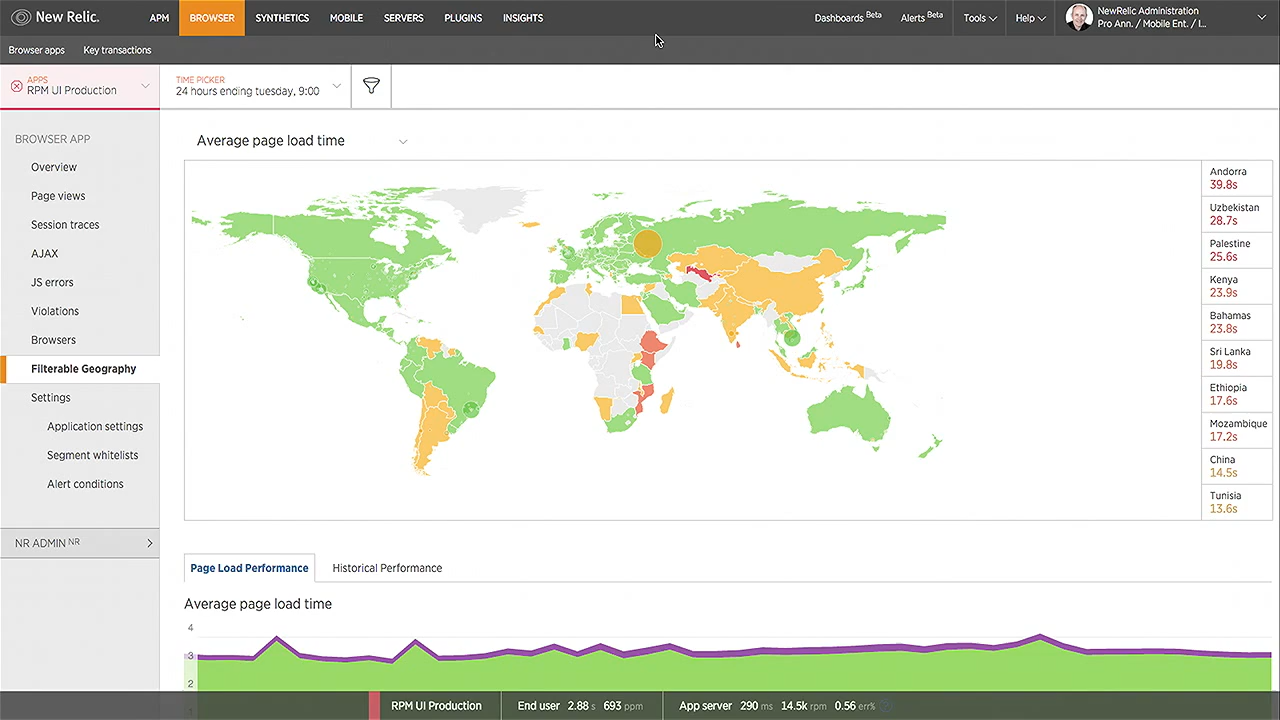 New Relic.
APM BROWSER SYNTHETICS MOBILE SERVERS PLUGINS INSIGHTS
Dashboards Beta Alerts Beta Tools Help
NewRelic Administration
Pro Ann. / Mobile Ent. / I...
Browser apps Key transactions
APPS
RPM UI Production
TIME PICKER
24 hours ending tuesday, 9:00
BROWSER APP
Overview
Page views
Session traces
AJAX
JS errors
Violations
Browsers
Filterable Geography
Settings
Application settings
Segment whitelists
Alert conditions
NR ADMIN NR
Average page load time
Andorra
39.8s
Uzbekistan
28.7s
Palestine
25.6s
Kenya
23.9s
Bahamas
23.8s
Sri Lanka
19.8s
Ethiopia
17.6s
Mozambique
17.2s
China
14.5s
Tunisia
13.6s
Page Load Performance Historical Performance
Average page load time
4
3
2
1
RPM UI Production End user 2.88 s 693 ppm App server 290 ms 14.5k rpm 0.56 err%